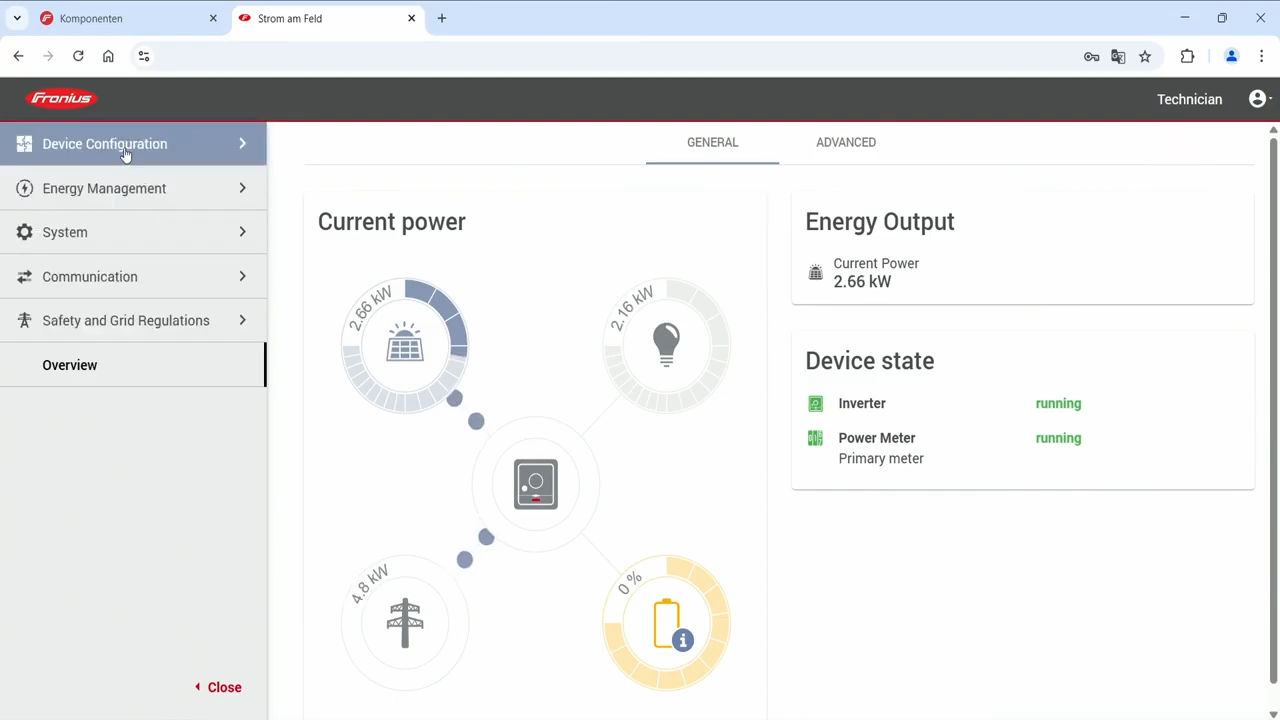 Komponenten
Strom am Feld
Fronius
Technician
Device Configuration
Energy Management
System
Communication
Safety and Grid Regulations
Overview
Close
GENERAL
ADVANCED
Current power
2.66 kW
2.16 kW
4.8 kW
0 %
Energy Output
Current Power
2.66 kW
Device state
Inverter running
Power Meter running
Primary meter